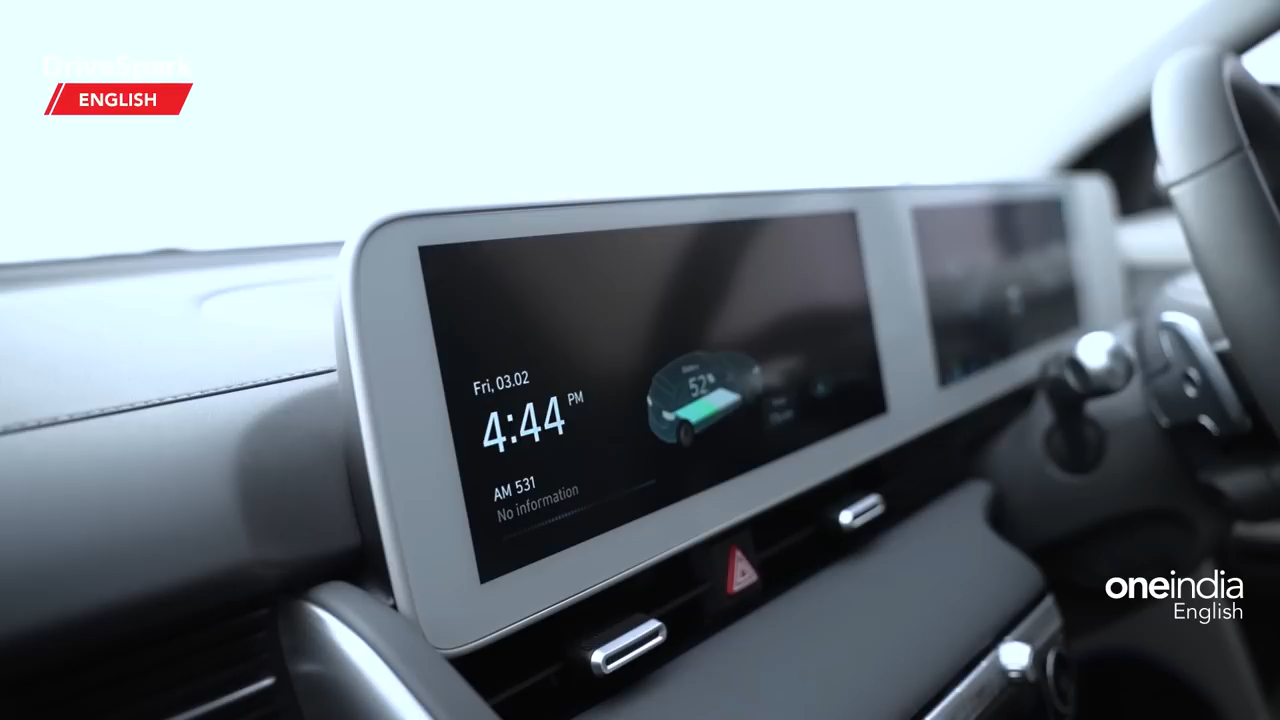 DriveSpark
ENGLISH
Fri, 03.02
4:44 PM
AM 531
No information
52%
oneindia
English